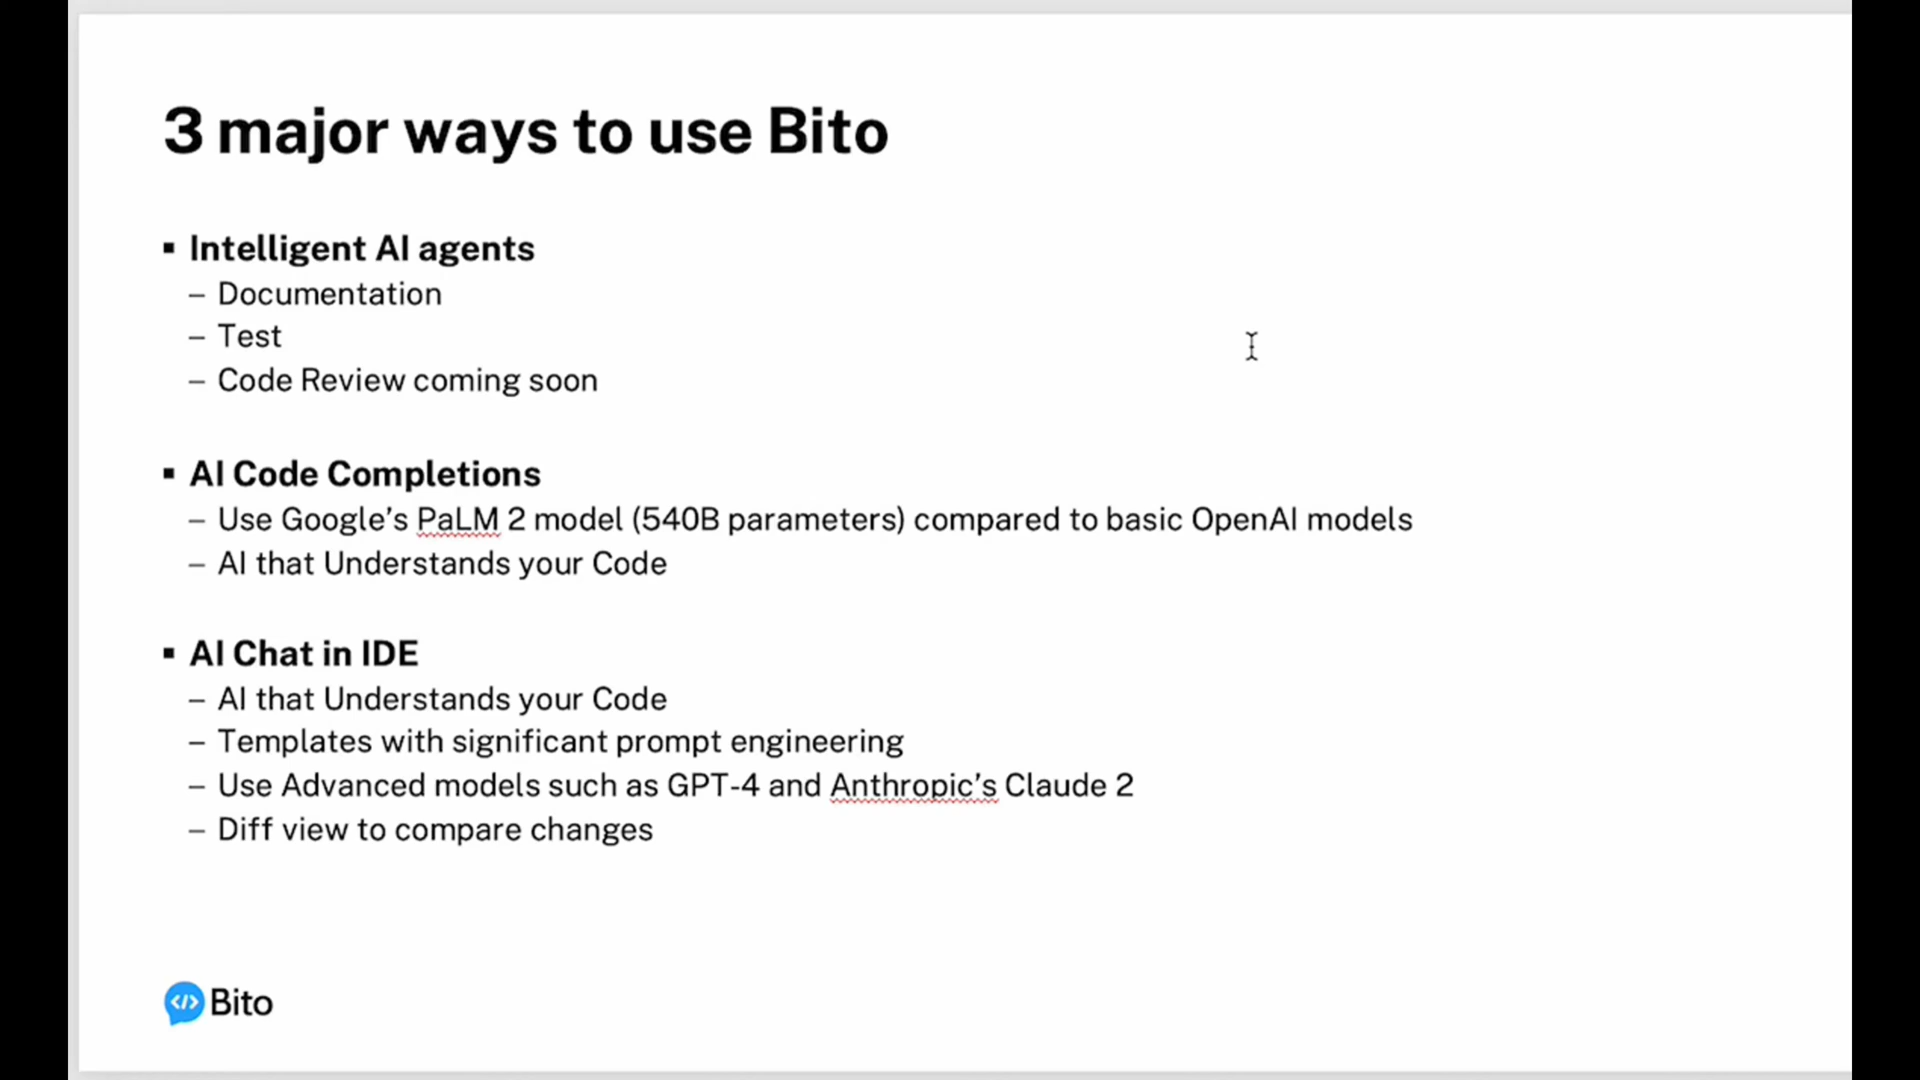 3 major ways to use Bito
▪ Intelligent AI agents
– Documentation
– Test
– Code Review coming soon
▪ AI Code Completions
– Use Google’s PaLM 2 model (540B parameters) compared to basic OpenAI models
– AI that Understands your Code
▪ AI Chat in IDE
– AI that Understands your Code
– Templates with significant prompt engineering
– Use Advanced models such as GPT-4 and Anthropic’s Claude 2
– Diff view to compare changes
</> Bito